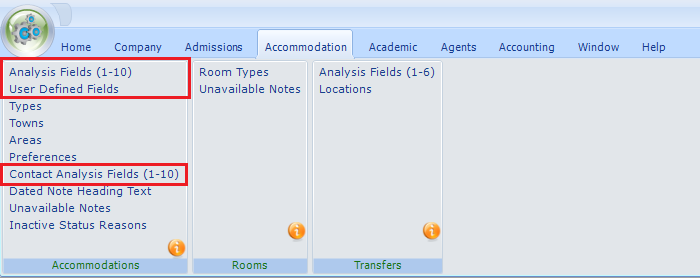 Home Company Admissions Accommodation Academic Agents Accounting Window Help
Analysis Fields (1-10)
User Defined Fields
Types
Towns
Areas
Preferences
Contact Analysis Fields (1-10)
Dated Note Heading Text
Unavailable Notes
Inactive Status Reasons
Accommodations
Room Types
Unavailable Notes
Rooms
Analysis Fields (1-6)
Locations
Transfers